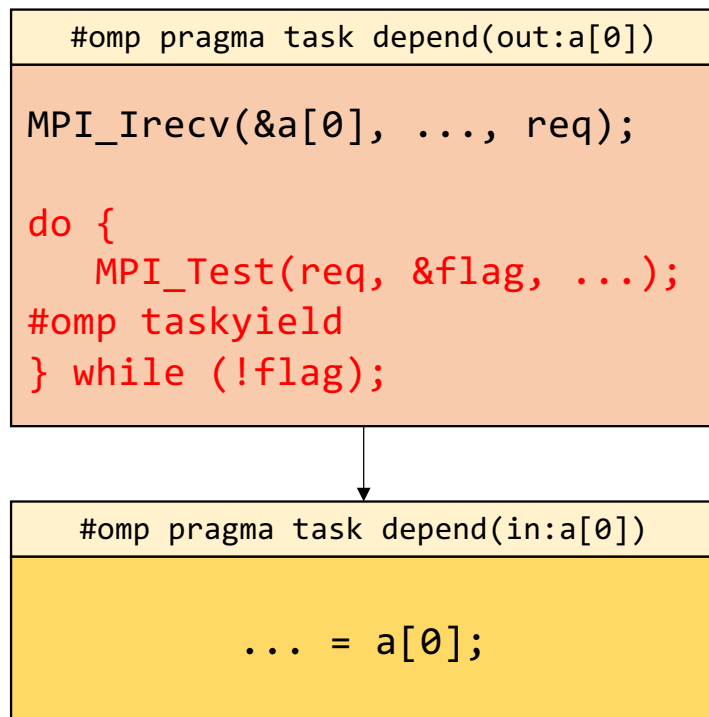 #omp pragma task depend(out:a[0])
MPI_Irecv(&a[0], ..., req);
do {
MPI_Test(req, &flag, ...);
#omp taskyield
} while (!flag);
#omp pragma task depend(in:a[0])
... = a[0];